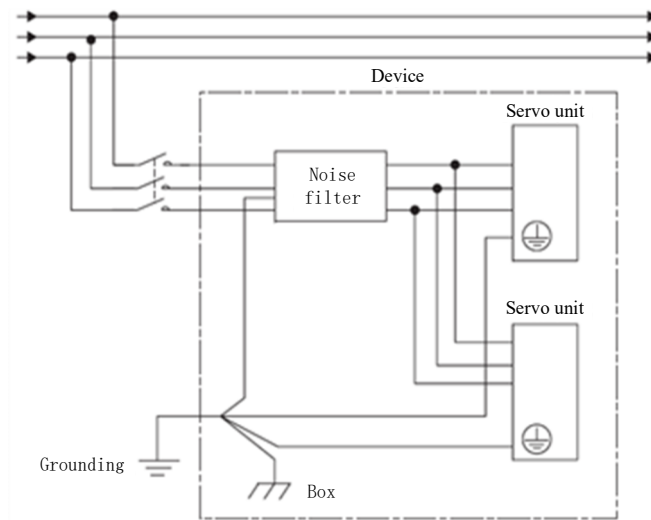 Device
Servo unit
Noise
filter
Servo unit
Grounding
Box